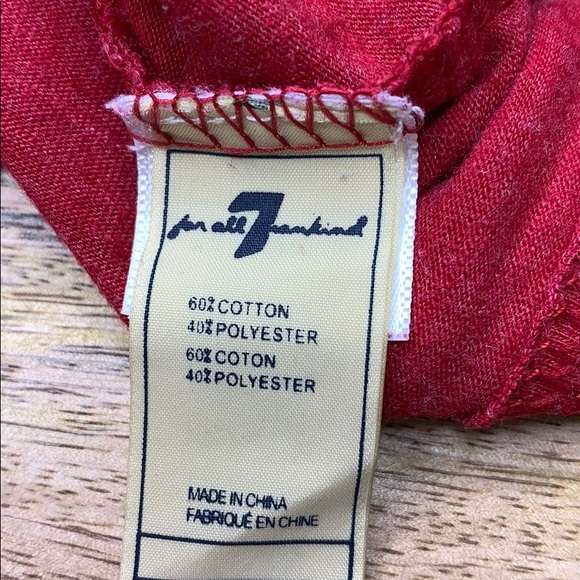 for all 7 mankind
60% COTTON
40% POLYESTER
60% COTON
40% POLYESTER
MADE IN CHINA
FABRIQUÉ EN CHINE